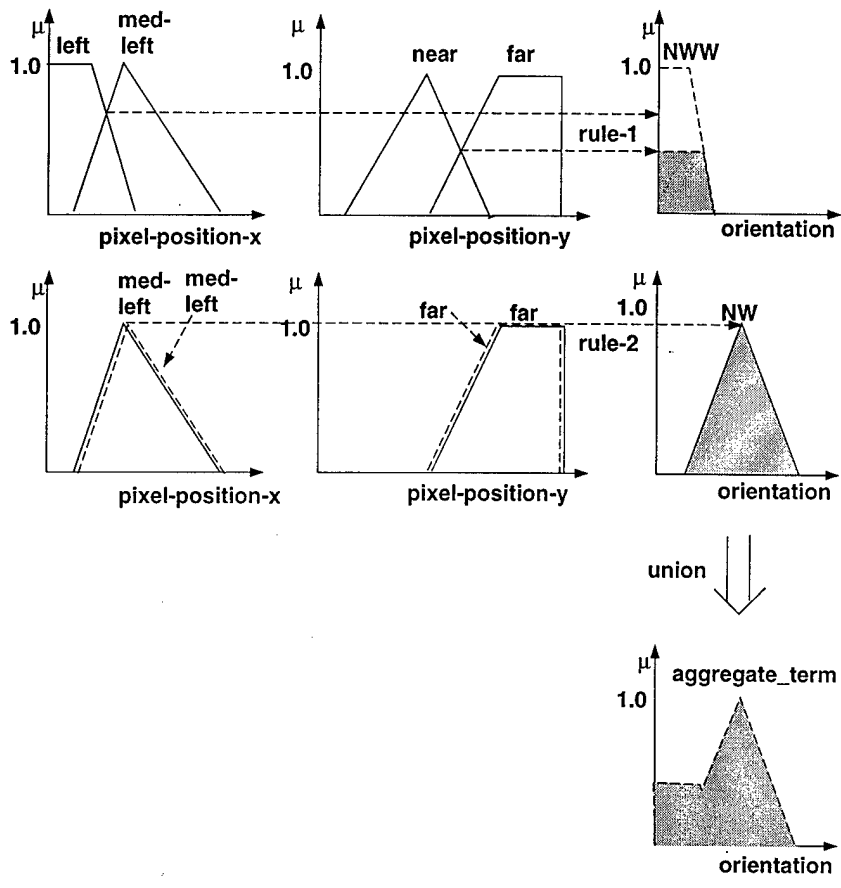 μ
left
med-
left
1.0
pixel-position-x
μ
near
far
1.0
pixel-position-y
rule-1
μ
NWW
1.0
orientation
μ
med-
left
med-
left
1.0
pixel-position-x
μ
far
far
1.0
pixel-position-y
rule-2
μ
1.0
NW
orientation
union
μ
aggregate_term
1.0
orientation